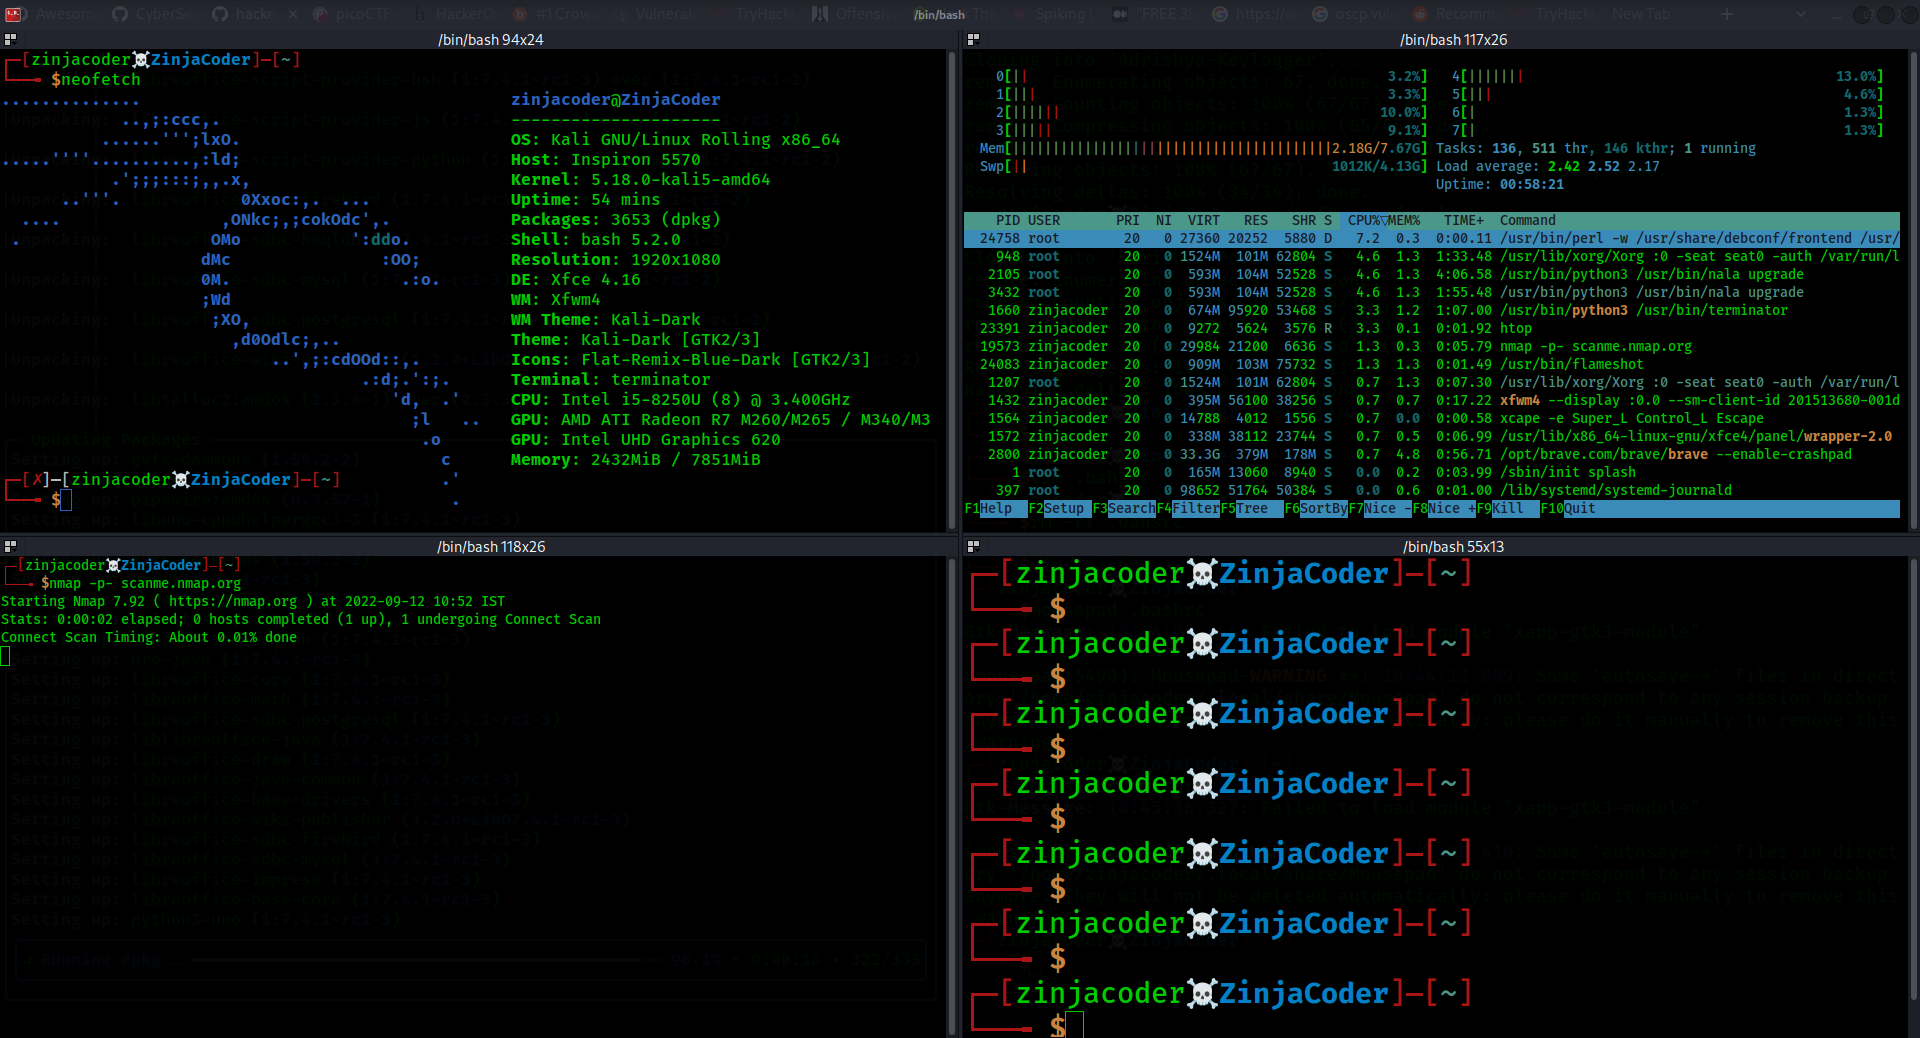 /bin/bash
/bin/bash 94x24
┌─[zinjacoder☠ZinjaCoder]─[~]
└──╼ $neofetch
zinjacoder@ZinjaCoder
---------------------
OS: Kali GNU/Linux Rolling x86_64
Host: Inspiron 5570
Kernel: 5.18.0-kali5-amd64
Uptime: 54 mins
Packages: 3653 (dpkg)
Shell: bash 5.2.0
Resolution: 1920x1080
DE: Xfce 4.16
WM: Xfwm4
WM Theme: Kali-Dark
Theme: Kali-Dark [GTK2/3]
Icons: Flat-Remix-Blue-Dark [GTK2/3]
Terminal: terminator
CPU: Intel i5-8250U (8) @ 3.400GHz
GPU: AMD ATI Radeon R7 M260/M265 / M340/M3
GPU: Intel UHD Graphics 620
Memory: 2432MiB / 7851MiB
┌─[✗]─[zinjacoder☠ZinjaCoder]─[~]
└──╼ $
/bin/bash 117x26
0[|| 3.2%] 4[||||||| 13.0%]
1[||| 3.3%] 5[||| 4.6%]
2[|||||| 10.0%] 6[| 1.3%]
3[||||| 9.1%] 7[| 1.3%]
Mem[||||||||||||||||||||||||||||||||||||||||2.18G/7.67G] Tasks: 136, 511 thr, 146 kthr; 1 running
Swp[|| 1012K/4.13G] Load average: 2.42 2.52 2.17
Uptime: 00:58:21
PID USER PRI NI VIRT RES SHR S CPU%▽MEM% TIME+ Command
24758 root 20 0 27360 20252 5880 D 7.2 0.3 0:00.11 /usr/bin/perl -w /usr/share/debconf/frontend /usr/
948 root 20 0 1524M 101M 62804 S 4.6 1.3 1:33.48 /usr/lib/xorg/Xorg :0 -seat seat0 -auth /var/run/l
2105 root 20 0 593M 104M 52528 S 4.6 1.3 4:06.58 /usr/bin/python3 /usr/bin/nala upgrade
3432 root 20 0 593M 104M 52528 S 4.6 1.3 1:55.48 /usr/bin/python3 /usr/bin/nala upgrade
1660 zinjacoder 20 0 674M 95920 53468 S 3.3 1.2 1:07.00 /usr/bin/python3 /usr/bin/terminator
23391 zinjacoder 20 0 9272 5624 3576 R 3.3 0.1 0:01.92 htop
19573 zinjacoder 20 0 29984 21200 6636 S 1.3 0.3 0:05.79 nmap -p- scanme.nmap.org
24083 zinjacoder 20 0 909M 103M 75732 S 1.3 1.3 0:01.49 /usr/bin/flameshot
1207 root 20 0 1524M 101M 62804 S 0.7 1.3 0:07.30 /usr/lib/xorg/Xorg :0 -seat seat0 -auth /var/run/l
1432 zinjacoder 20 0 395M 56100 38256 S 0.7 0.7 0:17.22 xfwm4 --display :0.0 --sm-client-id 201513680-001d
1564 zinjacoder 20 0 14788 4012 1556 S 0.7 0.0 0:00.58 xcape -e Super_L Control_L Escape
1572 zinjacoder 20 0 338M 38112 23744 S 0.7 0.5 0:06.99 /usr/lib/x86_64-linux-gnu/xfce4/panel/wrapper-2.0
2800 zinjacoder 20 0 33.3G 379M 178M S 0.7 4.8 0:56.71 /opt/brave.com/brave/brave --enable-crashpad
1 root 20 0 165M 13060 8940 S 0.0 0.2 0:03.99 /sbin/init splash
397 root 20 0 98652 51764 50384 S 0.0 0.6 0:01.00 /lib/systemd/systemd-journald
F1Help F2Setup F3SearchF4FilterF5Tree F6SortByF7Nice -F8Nice +F9Kill F10Quit
/bin/bash 118x26
┌─[zinjacoder☠ZinjaCoder]─[~]
└──╼ $nmap -p- scanme.nmap.org
Starting Nmap 7.92 ( https://nmap.org ) at 2022-09-12 10:52 IST
Stats: 0:00:02 elapsed; 0 hosts completed (1 up), 1 undergoing Connect Scan
Connect Scan Timing: About 0.01% done
/bin/bash 55x13
┌─[zinjacoder☠ZinjaCoder]─[~]
└──╼ $
┌─[zinjacoder☠ZinjaCoder]─[~]
└──╼ $
┌─[zinjacoder☠ZinjaCoder]─[~]
└──╼ $
┌─[zinjacoder☠ZinjaCoder]─[~]
└──╼ $
┌─[zinjacoder☠ZinjaCoder]─[~]
└──╼ $
┌─[zinjacoder☠ZinjaCoder]─[~]
└──╼ $
┌─[zinjacoder☠ZinjaCoder]─[~]
└──╼ $